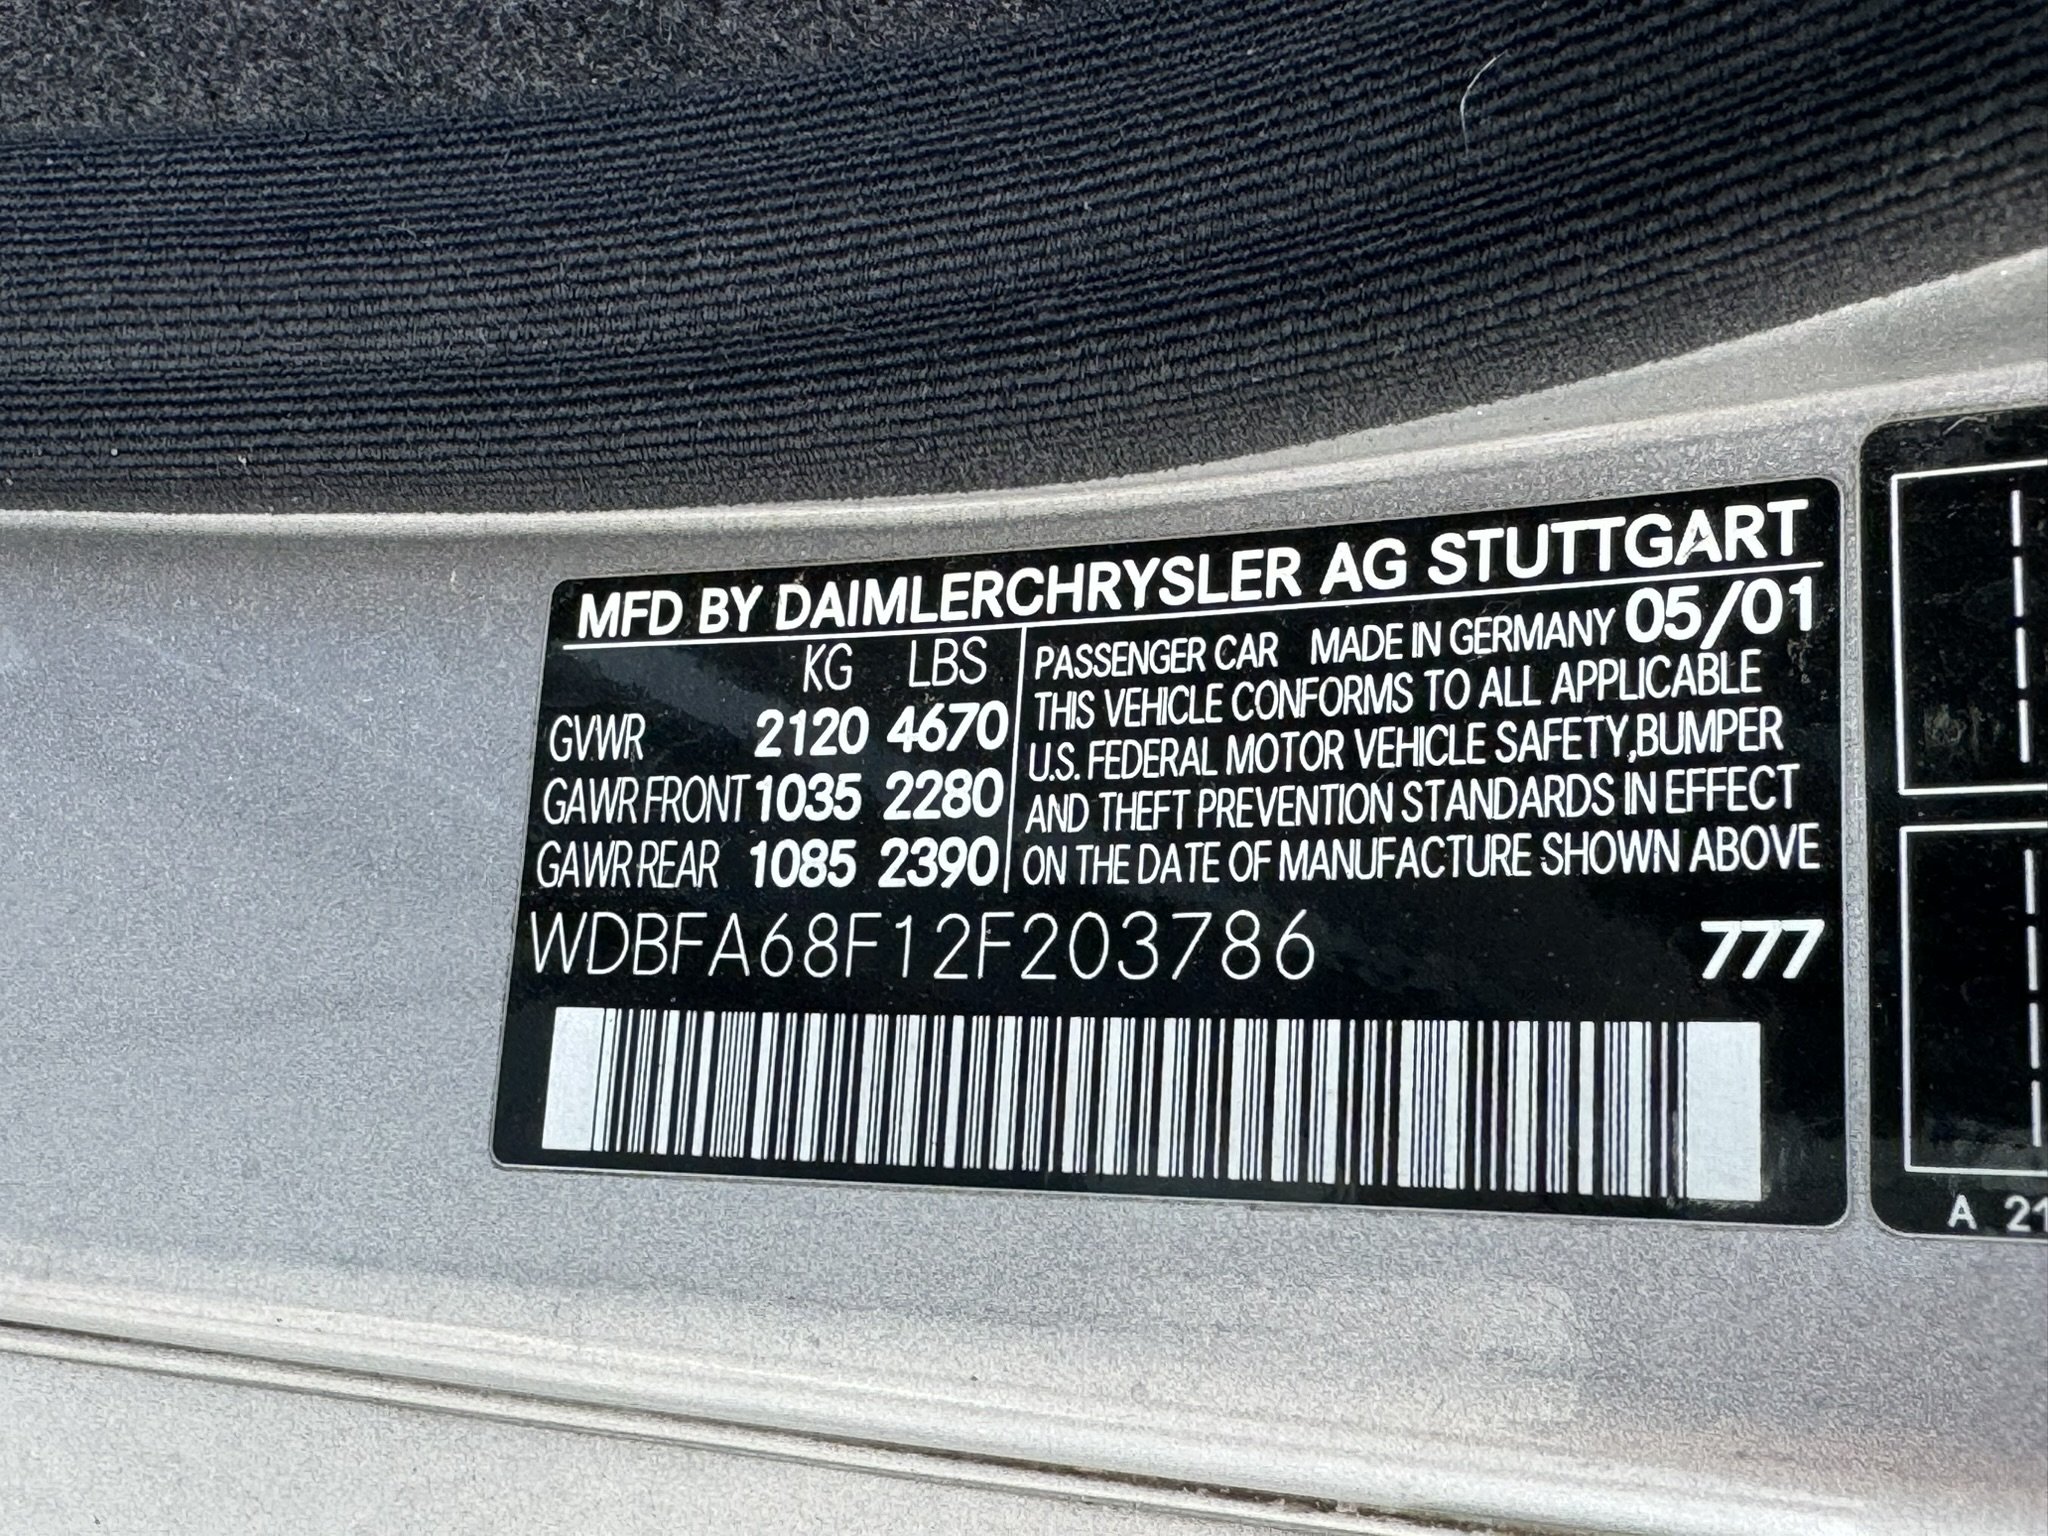 MFD BY DAIMLERCHRYSLER AG STUTTGART
KG LBS
GVWR 2120 4670
GAWR FRONT 1035 2280
GAWR REAR 1085 2390
PASSENGER CAR MADE IN GERMANY 05/01
THIS VEHICLE CONFORMS TO ALL APPLICABLE
U.S. FEDERAL MOTOR VEHICLE SAFETY,BUMPER
AND THEFT PREVENTION STANDARDS IN EFFECT
ON THE DATE OF MANUFACTURE SHOWN ABOVE
WDBFA68F12F203786 777
A 21